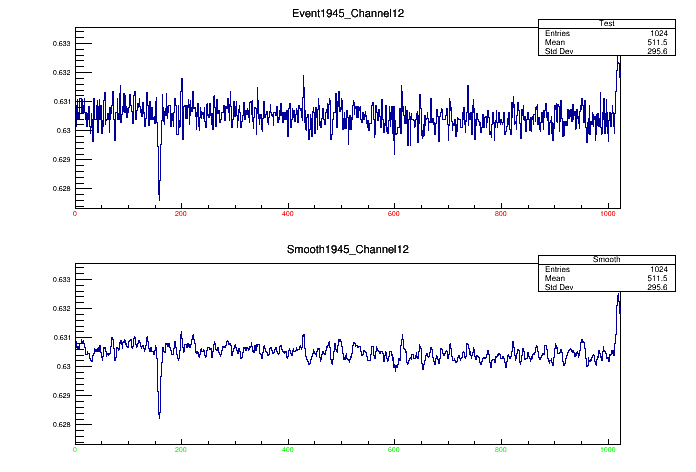 Event1945_Channel12
Test
Entries 1024
Mean 511.5
Std Dev 295.6
0.633
0.632
0.631
0.63
0.629
0.628
0 200 400 600 800 1000
Smooth1945_Channel12
Smooth
Entries 1024
Mean 511.5
Std Dev 295.6
0.633
0.632
0.631
0.63
0.629
0.628
0 200 400 600 800 1000